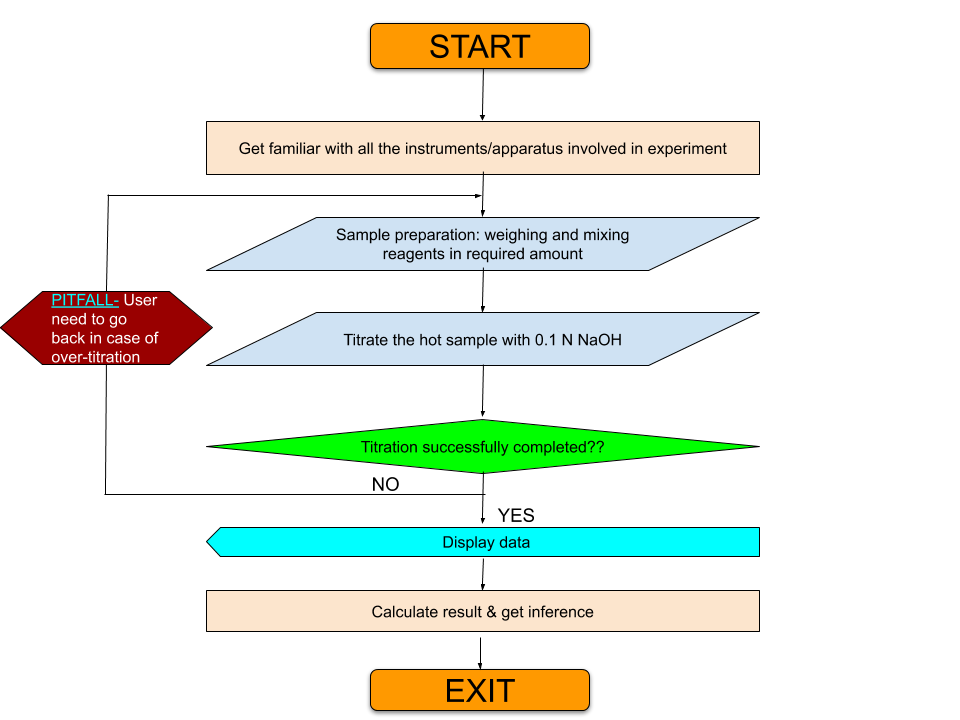 START
Get familiar with all the instruments/apparatus involved in experiment
Sample preparation: weighing and mixing
reagents in required amount
PITFALL- User
need to go
back in case of
over-titration
Titrate the hot sample with 0.1 N NaOH
Titration successfully completed??
NO
YES
Display data
Calculate result & get inference
EXIT